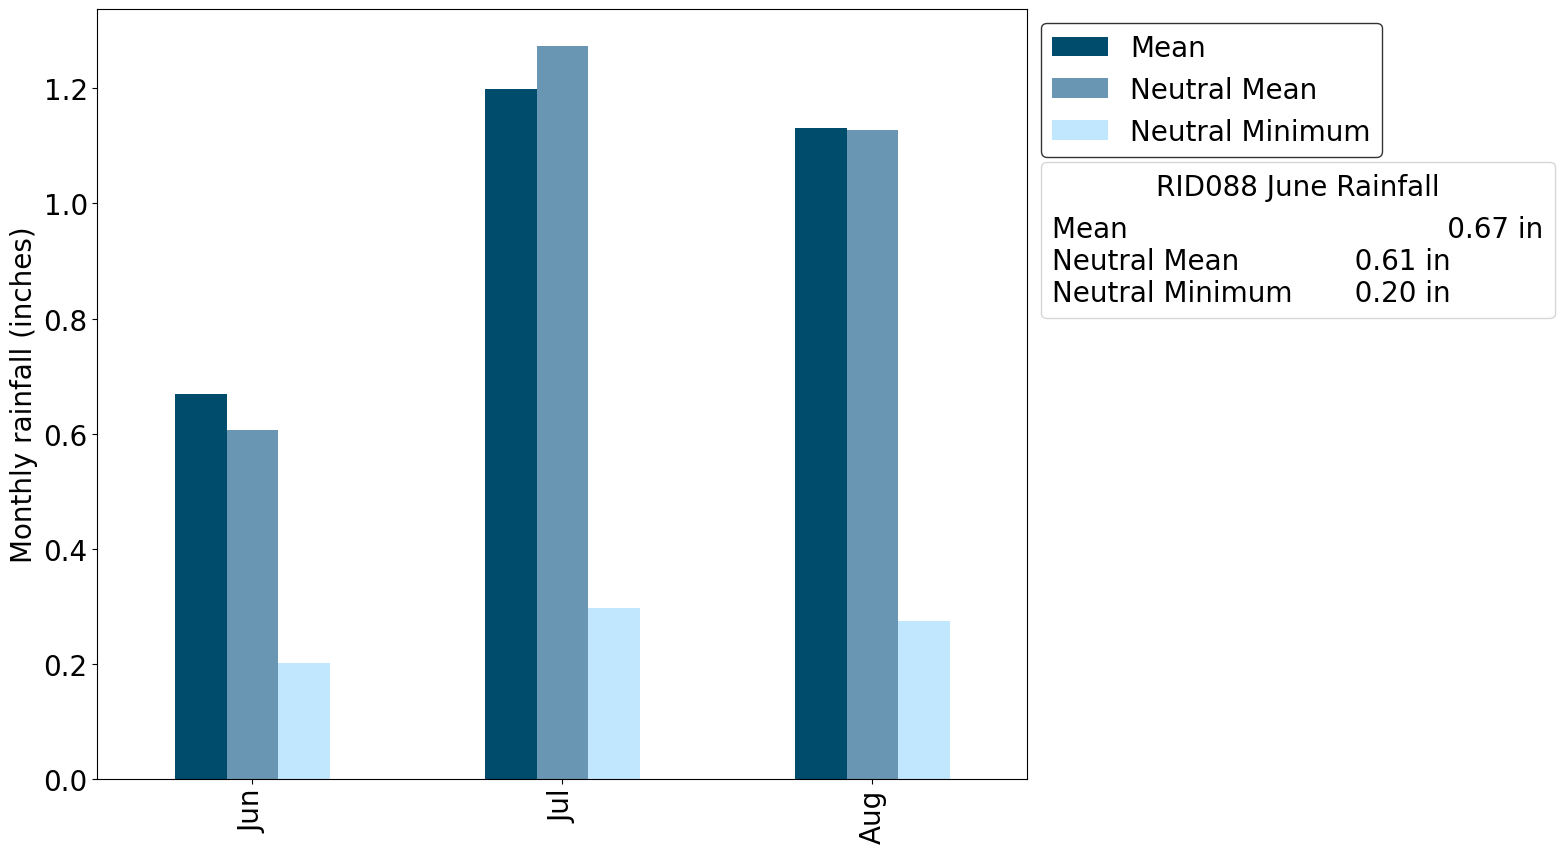 Monthly rainfall (inches)
1.2
1.0
0.8
0.6
0.4
0.2
0.0
Jun
Jul
Aug
Mean
Neutral Mean
Neutral Minimum
RID088 June Rainfall
Mean 0.67 in
Neutral Mean 0.61 in
Neutral Minimum 0.20 in